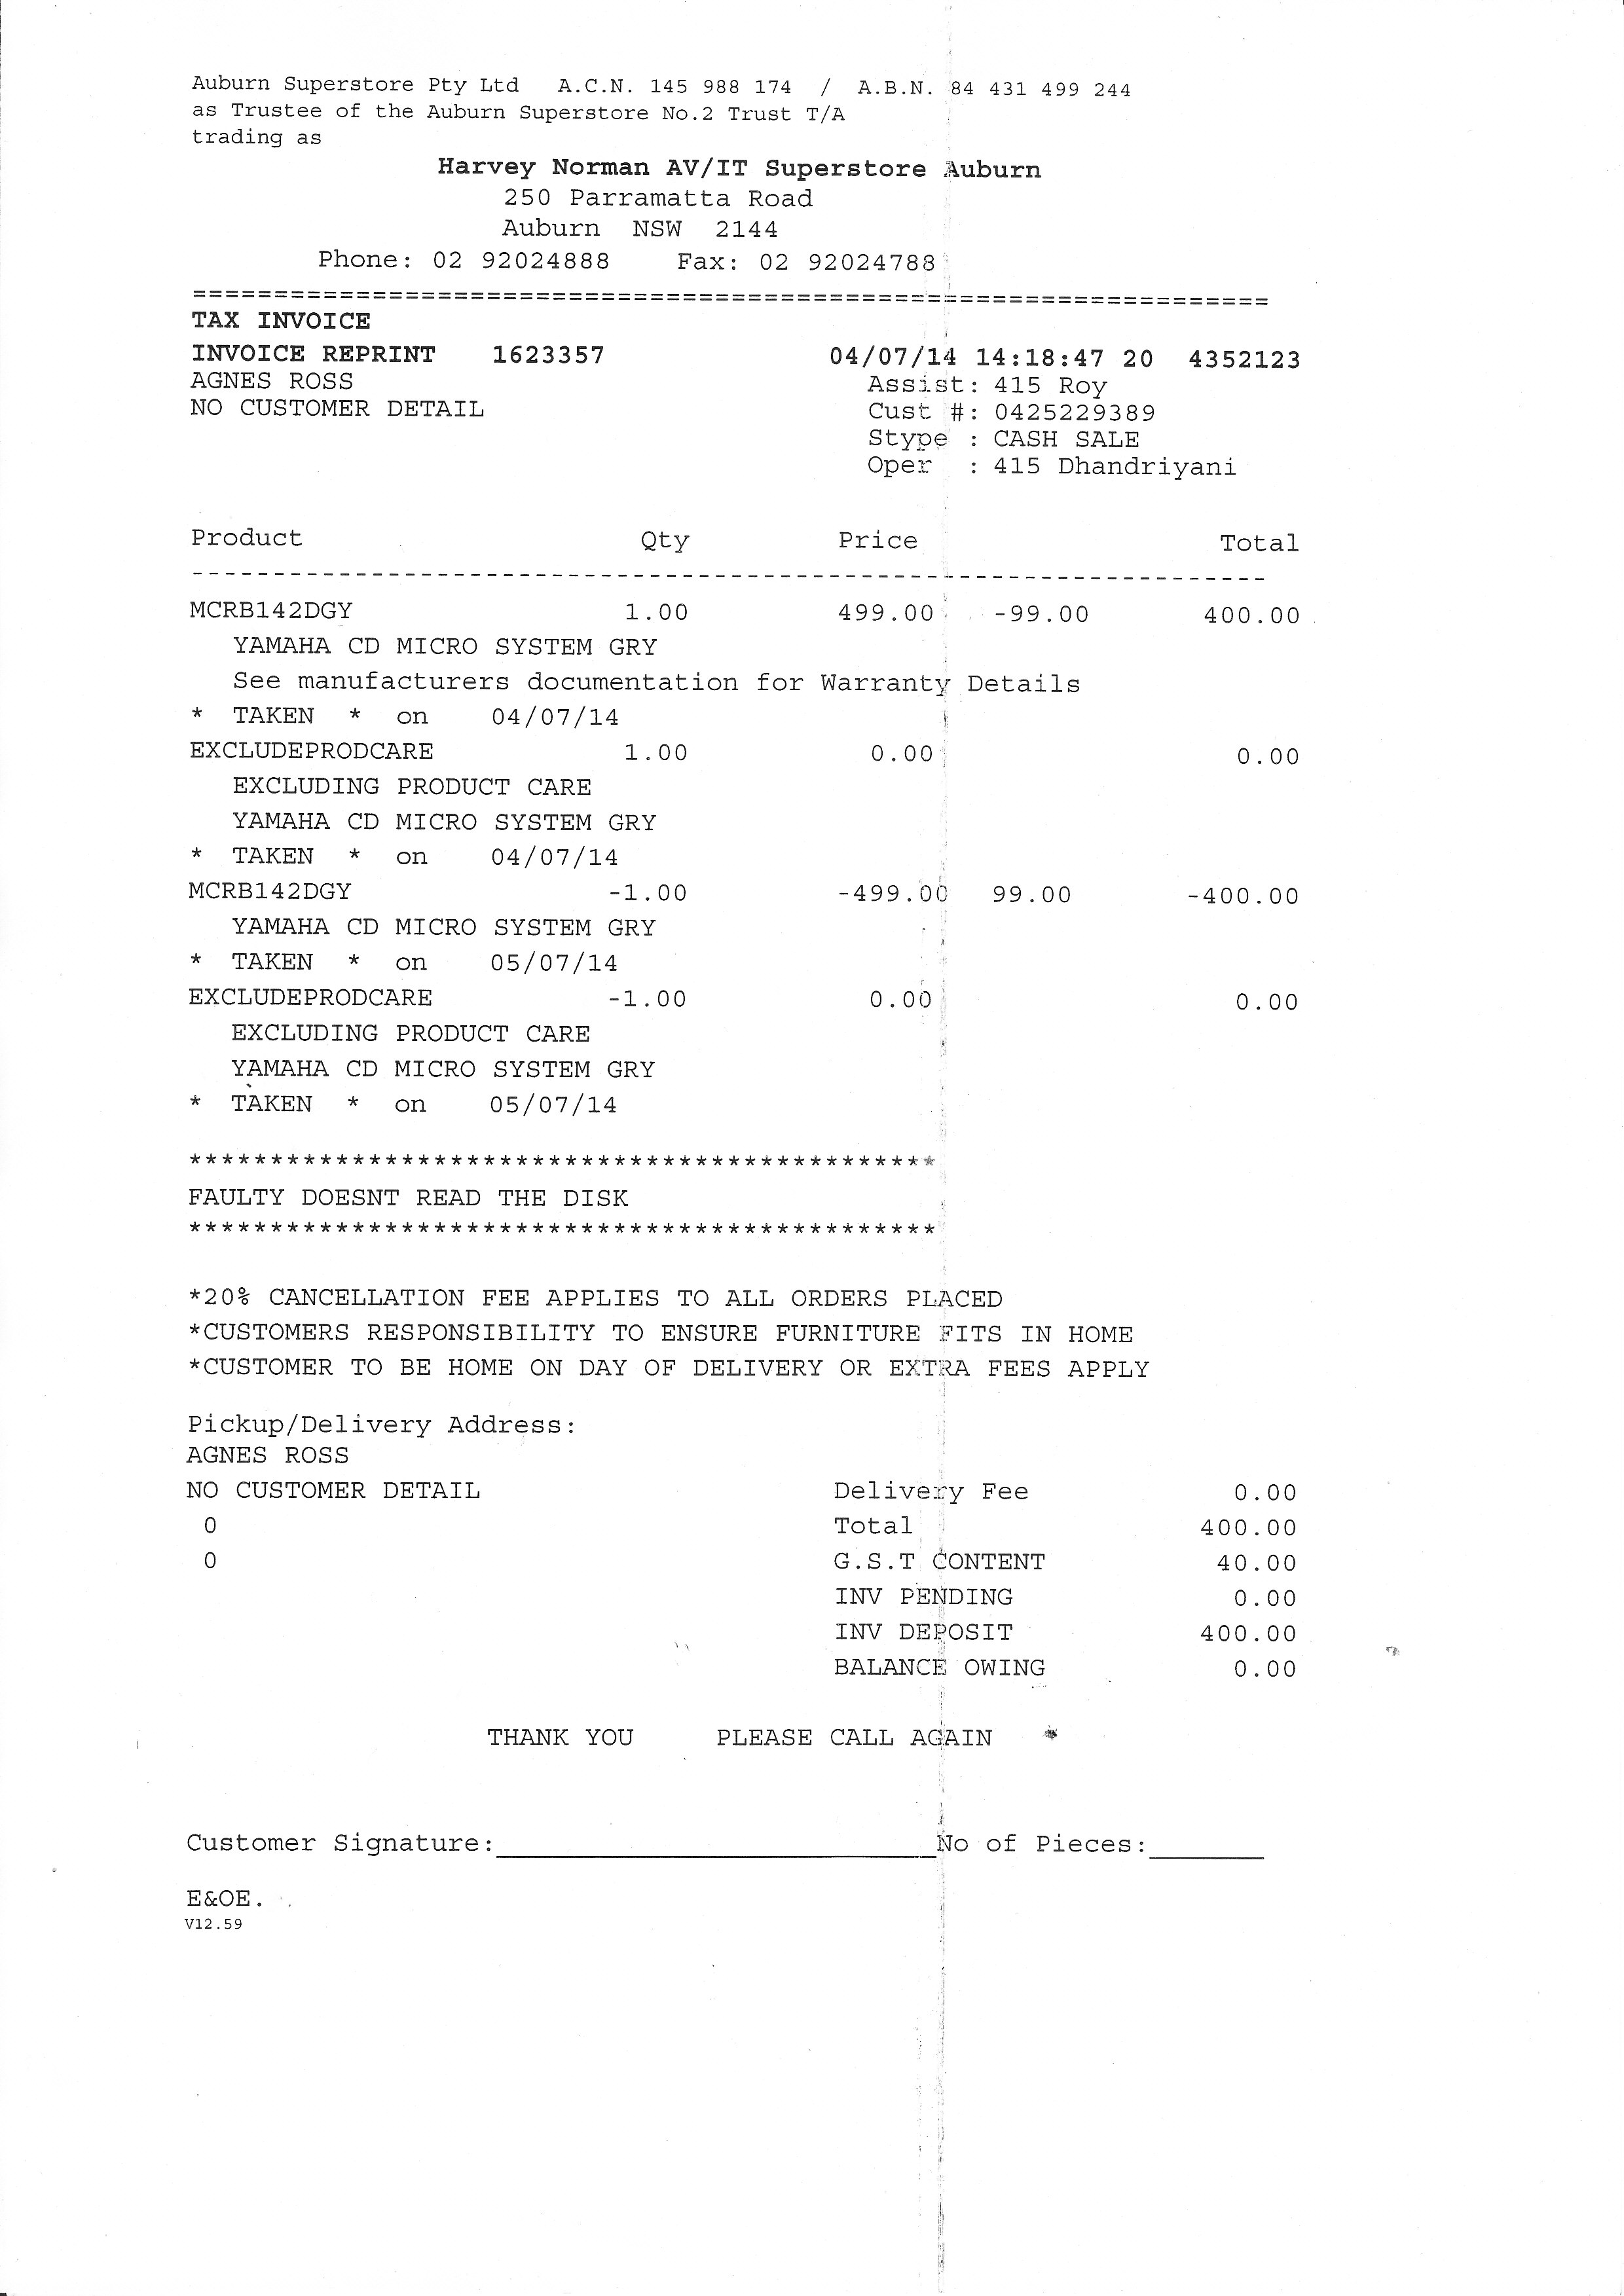 Auburn Superstore Pty Ltd A.C.N. 145 988 174 / A.B.N. 84 431 499 244
as Trustee of the Auburn Superstore No.2 Trust T/A
trading as
Harvey Norman AV/IT Superstore Auburn
250 Parramatta Road
Auburn NSW 2144
Phone: 02 92024888 Fax: 02 92024788
==================================================================
TAX INVOICE
INVOICE REPRINT 1623357 04/07/14 14:18:47 20 4352123
AGNES ROSS Assist: 415 Roy
NO CUSTOMER DETAIL Cust #: 0425229389
Stype : CASH SALE
Oper : 415 Dhandriyani
Product Qty Price Total
------------------------------------------------------------------
MCRB142DGY 1.00 499.00 -99.00 400.00
YAMAHA CD MICRO SYSTEM GRY
See manufacturers documentation for Warranty Details
* TAKEN * on 04/07/14
EXCLUDEPRODCARE 1.00 0.00 0.00
EXCLUDING PRODUCT CARE
YAMAHA CD MICRO SYSTEM GRY
* TAKEN * on 04/07/14
MCRB142DGY -1.00 -499.00 99.00 -400.00
YAMAHA CD MICRO SYSTEM GRY
* TAKEN * on 05/07/14
EXCLUDEPRODCARE -1.00 0.00 0.00
EXCLUDING PRODUCT CARE
YAMAHA CD MICRO SYSTEM GRY
* TAKEN * on 05/07/14
**********************************************
FAULTY DOESNT READ THE DISK
**********************************************
*20% CANCELLATION FEE APPLIES TO ALL ORDERS PLACED
*CUSTOMERS RESPONSIBILITY TO ENSURE FURNITURE FITS IN HOME
*CUSTOMER TO BE HOME ON DAY OF DELIVERY OR EXTRA FEES APPLY
Pickup/Delivery Address:
AGNES ROSS
NO CUSTOMER DETAIL Delivery Fee 0.00
0 Total 400.00
0 G.S.T CONTENT 40.00
INV PENDING 0.00
INV DEPOSIT 400.00
BALANCE OWING 0.00
THANK YOU PLEASE CALL AGAIN *
Customer Signature:___________________________No of Pieces:_______
E&OE.
V12.59